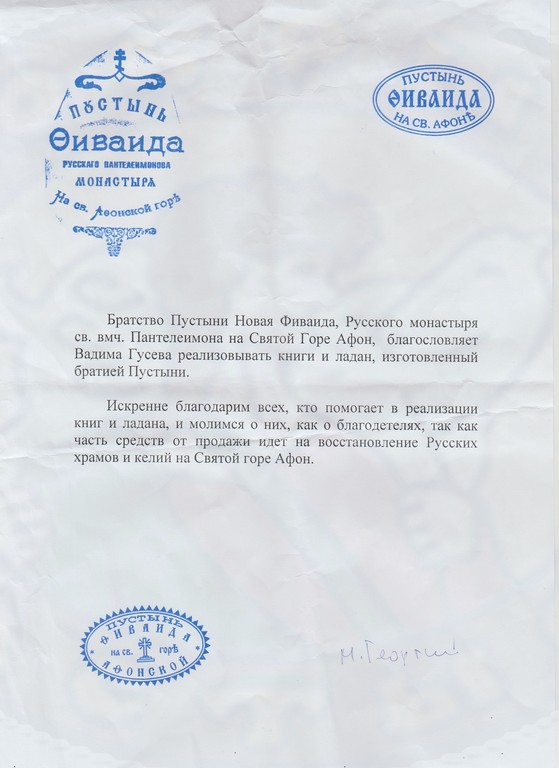 ПУСТЫНЬ
Ѳиваида
РУССКАГО ПАНТЕЛЕИМОНОВА
МОНАСТЫРЯ
На св. Аѳонской горѣ
ПУСТЫНЬ
ѲИВАИДА
НА СВ. АФОНѢ
Братство Пустыни Новая Фиваида, Русского монастыря
св. вмч. Пантелеимона на Святой Горе Афон, благословляет
Вадима Гусева реализовывать книги и ладан, изготовленный
братией Пустыни.
Искренне благодарим всех, кто помогает в реализации
книг и ладана, и молимся о них, как о благодетелях, так как
часть средств от продажи идет на восстановление Русских
храмов и келий на Святой горе Афон.
ПУСТЫНЬ
ѲИВАИДА
НА СВ. ГОРѢ
АѲОНСКОЙ
м. Георгий